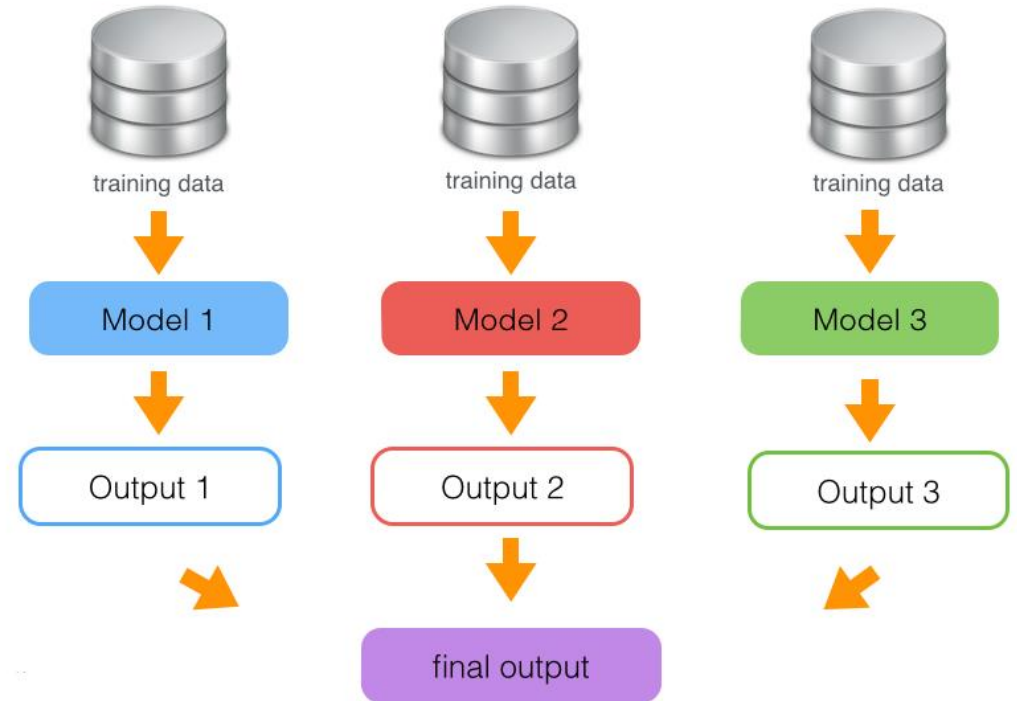 training data
training data
training data
Model 1
Model 2
Model 3
Output 1
Output 2
Output 3
final output